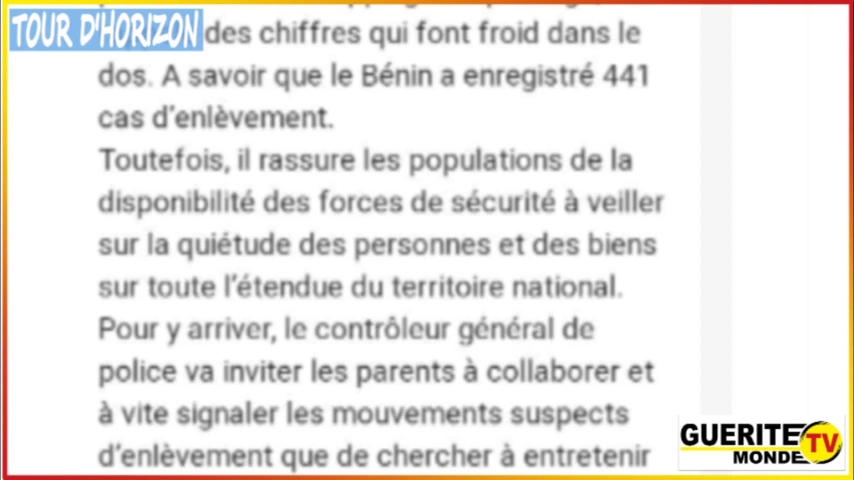 TOUR D'HORIZON
des chiffres qui font froid dans le
dos. A savoir que le Bénin a enregistré 441
cas d'enlèvement.
Toutefois, il rassure les populations de la
disponibilité des forces de sécurité à veiller
sur la quiétude des personnes et des biens
sur toute l'étendue du territoire national.
Pour y arriver, le contrôleur général de
police va inviter les parents à collaborer et
à vite signaler les mouvements suspects
d'enlèvement que de chercher à entretenir
GUERITE TV
MONDE